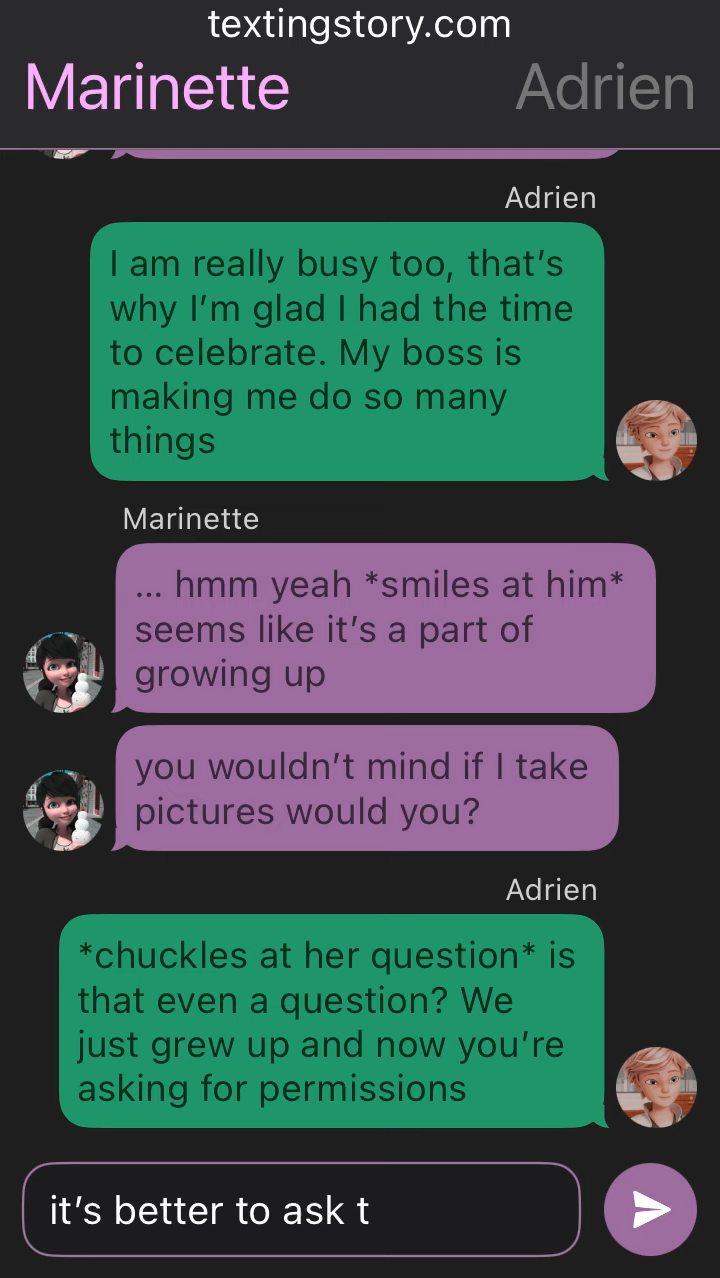 textingstory.com
Marinette Adrien
Adrien
I am really busy too, that’s
why I’m glad I had the time
to celebrate. My boss is
making me do so many
things
Marinette
... hmm yeah *smiles at him*
seems like it’s a part of
growing up
you wouldn’t mind if I take
pictures would you?
Adrien
*chuckles at her question* is
that even a question? We
just grew up and now you’re
asking for permissions
it’s better to ask t